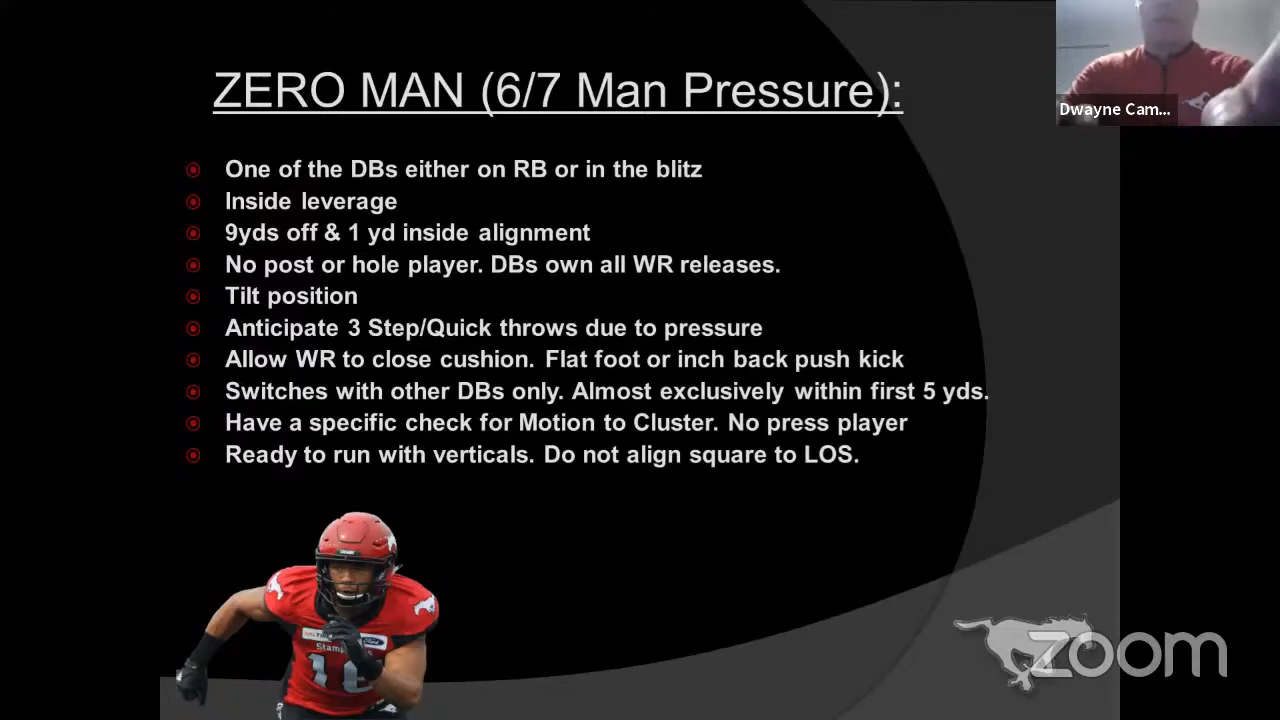 ZERO MAN (6/7 Man Pressure):
Dwayne Cam...
One of the DBs either on RB or in the blitz
Inside leverage
9yds off & 1 yd inside alignment
No post or hole player. DBs own all WR releases.
Tilt position
Anticipate 3 Step/Quick throws due to pressure
Allow WR to close cushion. Flat foot or inch back push kick
Switches with other DBs only. Almost exclusively within first 5 yds.
Have a specific check for Motion to Cluster. No press player
Ready to run with verticals. Do not align square to LOS.
Ford
zoom